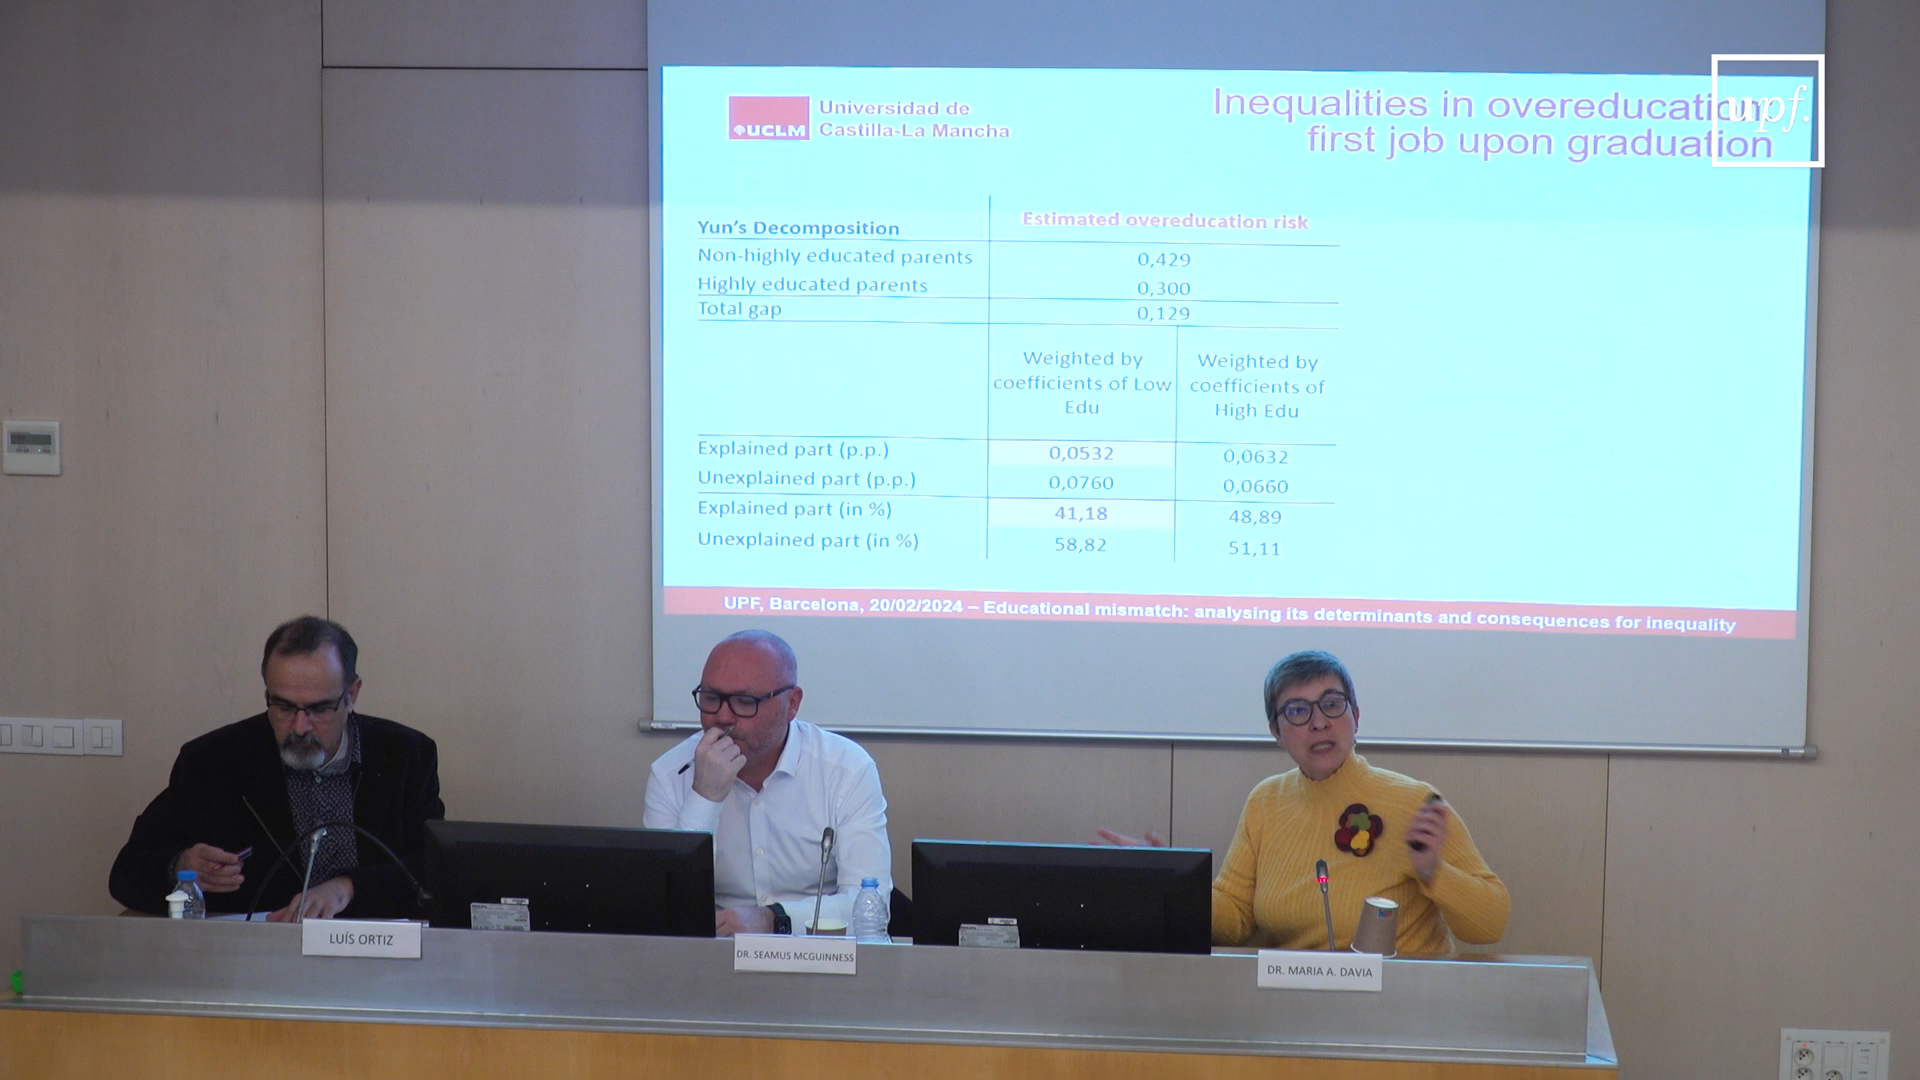 upf.
UCLM
Universidad de
Castilla-La Mancha
Inequalities in overeducation
first job upon graduation
Yun's Decomposition
Estimated overeducation risk
Non-highly educated parents 0,429
Highly educated parents 0,300
Total gap 0,129
Weighted by
coefficients of Low
Edu
Weighted by
coefficients of
High Edu
Explained part (p.p.) 0,0532 0,0632
Unexplained part (p.p.) 0,0760 0,0660
Explained part (in %) 41,18 48,89
Unexplained part (in %) 58,82 51,11
UPF, Barcelona, 20/02/2024 – Educational mismatch: analysing its determinants and consequences for inequality
LUÍS ORTIZ
DR. SEAMUS MCGUINNESS
DR. MARIA A. DAVIA